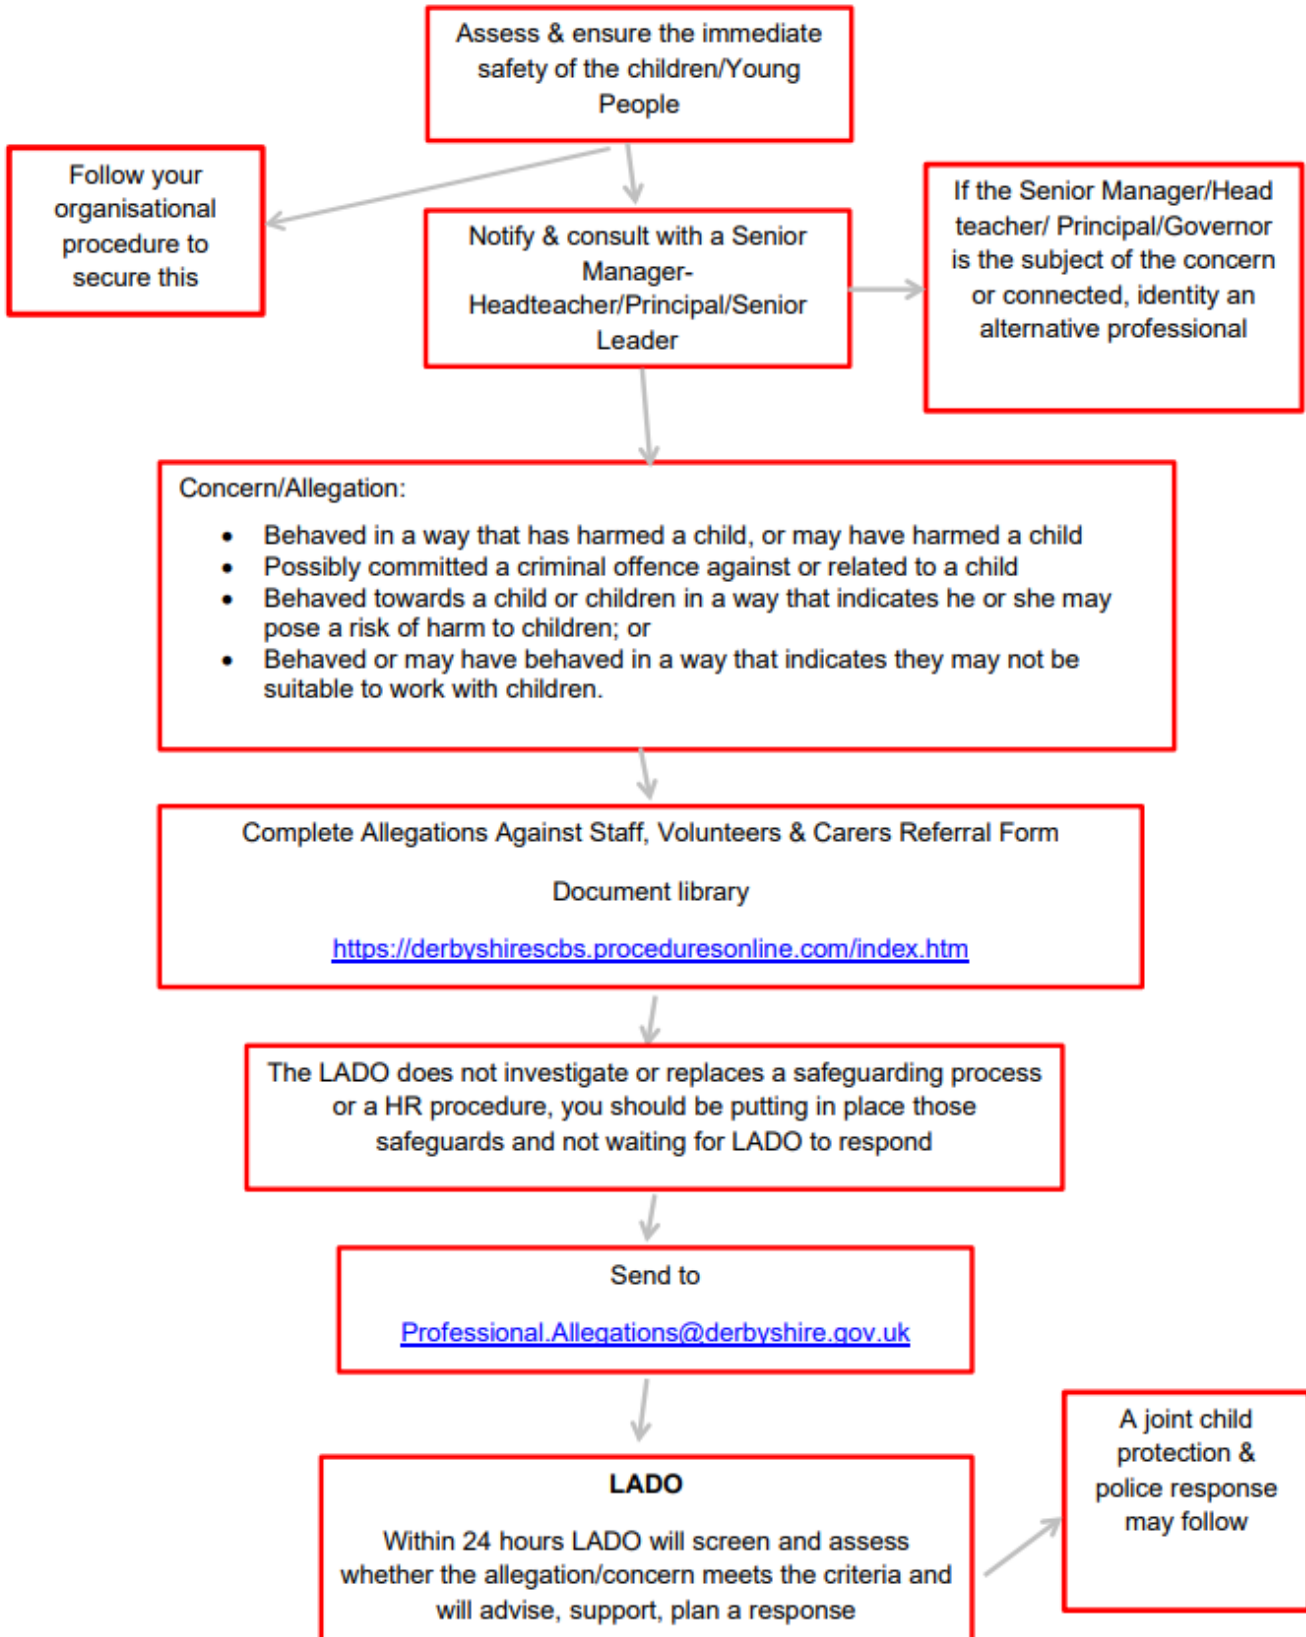 Assess & ensure the immediate
safety of the children/Young
People
Follow your
organisational
procedure to
secure this
Notify & consult with a Senior
Manager-
Headteacher/Principal/Senior
Leader
If the Senior Manager/Head
teacher/ Principal/Governor
is the subject of the concern
or connected, identity an
alternative professional
Concern/Allegation:
• Behaved in a way that has harmed a child, or may have harmed a child
• Possibly committed a criminal offence against or related to a child
• Behaved towards a child or children in a way that indicates he or she may
pose a risk of harm to children; or
• Behaved or may have behaved in a way that indicates they may not be
suitable to work with children.
Complete Allegations Against Staff, Volunteers & Carers Referral Form
Document library
https://derbyshirescbs.proceduresonline.com/index.htm
The LADO does not investigate or replaces a safeguarding process
or a HR procedure, you should be putting in place those
safeguards and not waiting for LADO to respond
Send to
Professional.Allegations@derbyshire.gov.uk
LADO
Within 24 hours LADO will screen and assess
whether the allegation/concern meets the criteria and
will advise, support, plan a response
A joint child
protection &
police response
may follow